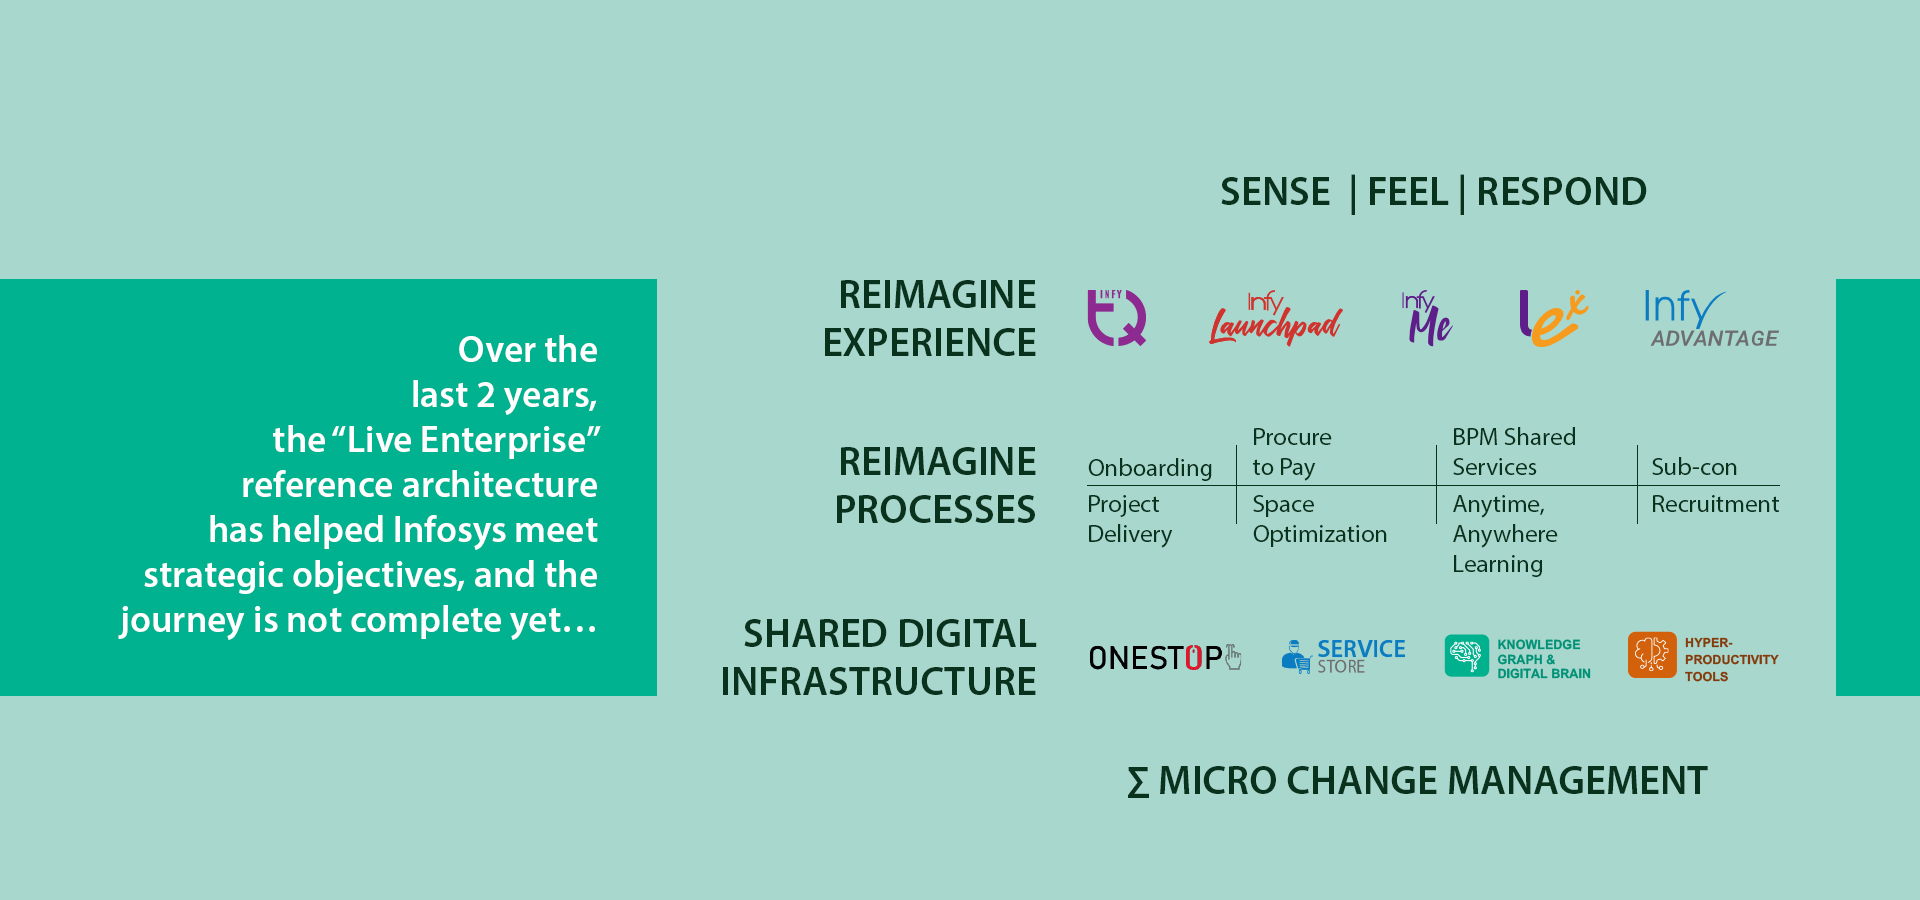 SENSE | FEEL | RESPOND
Over the
last 2 years,
the “Live Enterprise”
reference architecture
has helped Infosys meet
strategic objectives, and the
journey is not complete yet…
REIMAGINE
EXPERIENCE
INFY
TQ
Infy
Launchpad
Infy
Me
Lex
Infy
ADVANTAGE
REIMAGINE
PROCESSES
Onboarding
Procure
to Pay
BPM Shared
Services
Sub-con
Project
Delivery
Space
Optimization
Anytime,
Anywhere
Learning
Recruitment
SHARED DIGITAL
INFRASTRUCTURE
ONESTOP
SERVICE
STORE
KNOWLEDGE
GRAPH &
DIGITAL BRAIN
HYPER-
PRODUCTIVITY
TOOLS
∑ MICRO CHANGE MANAGEMENT